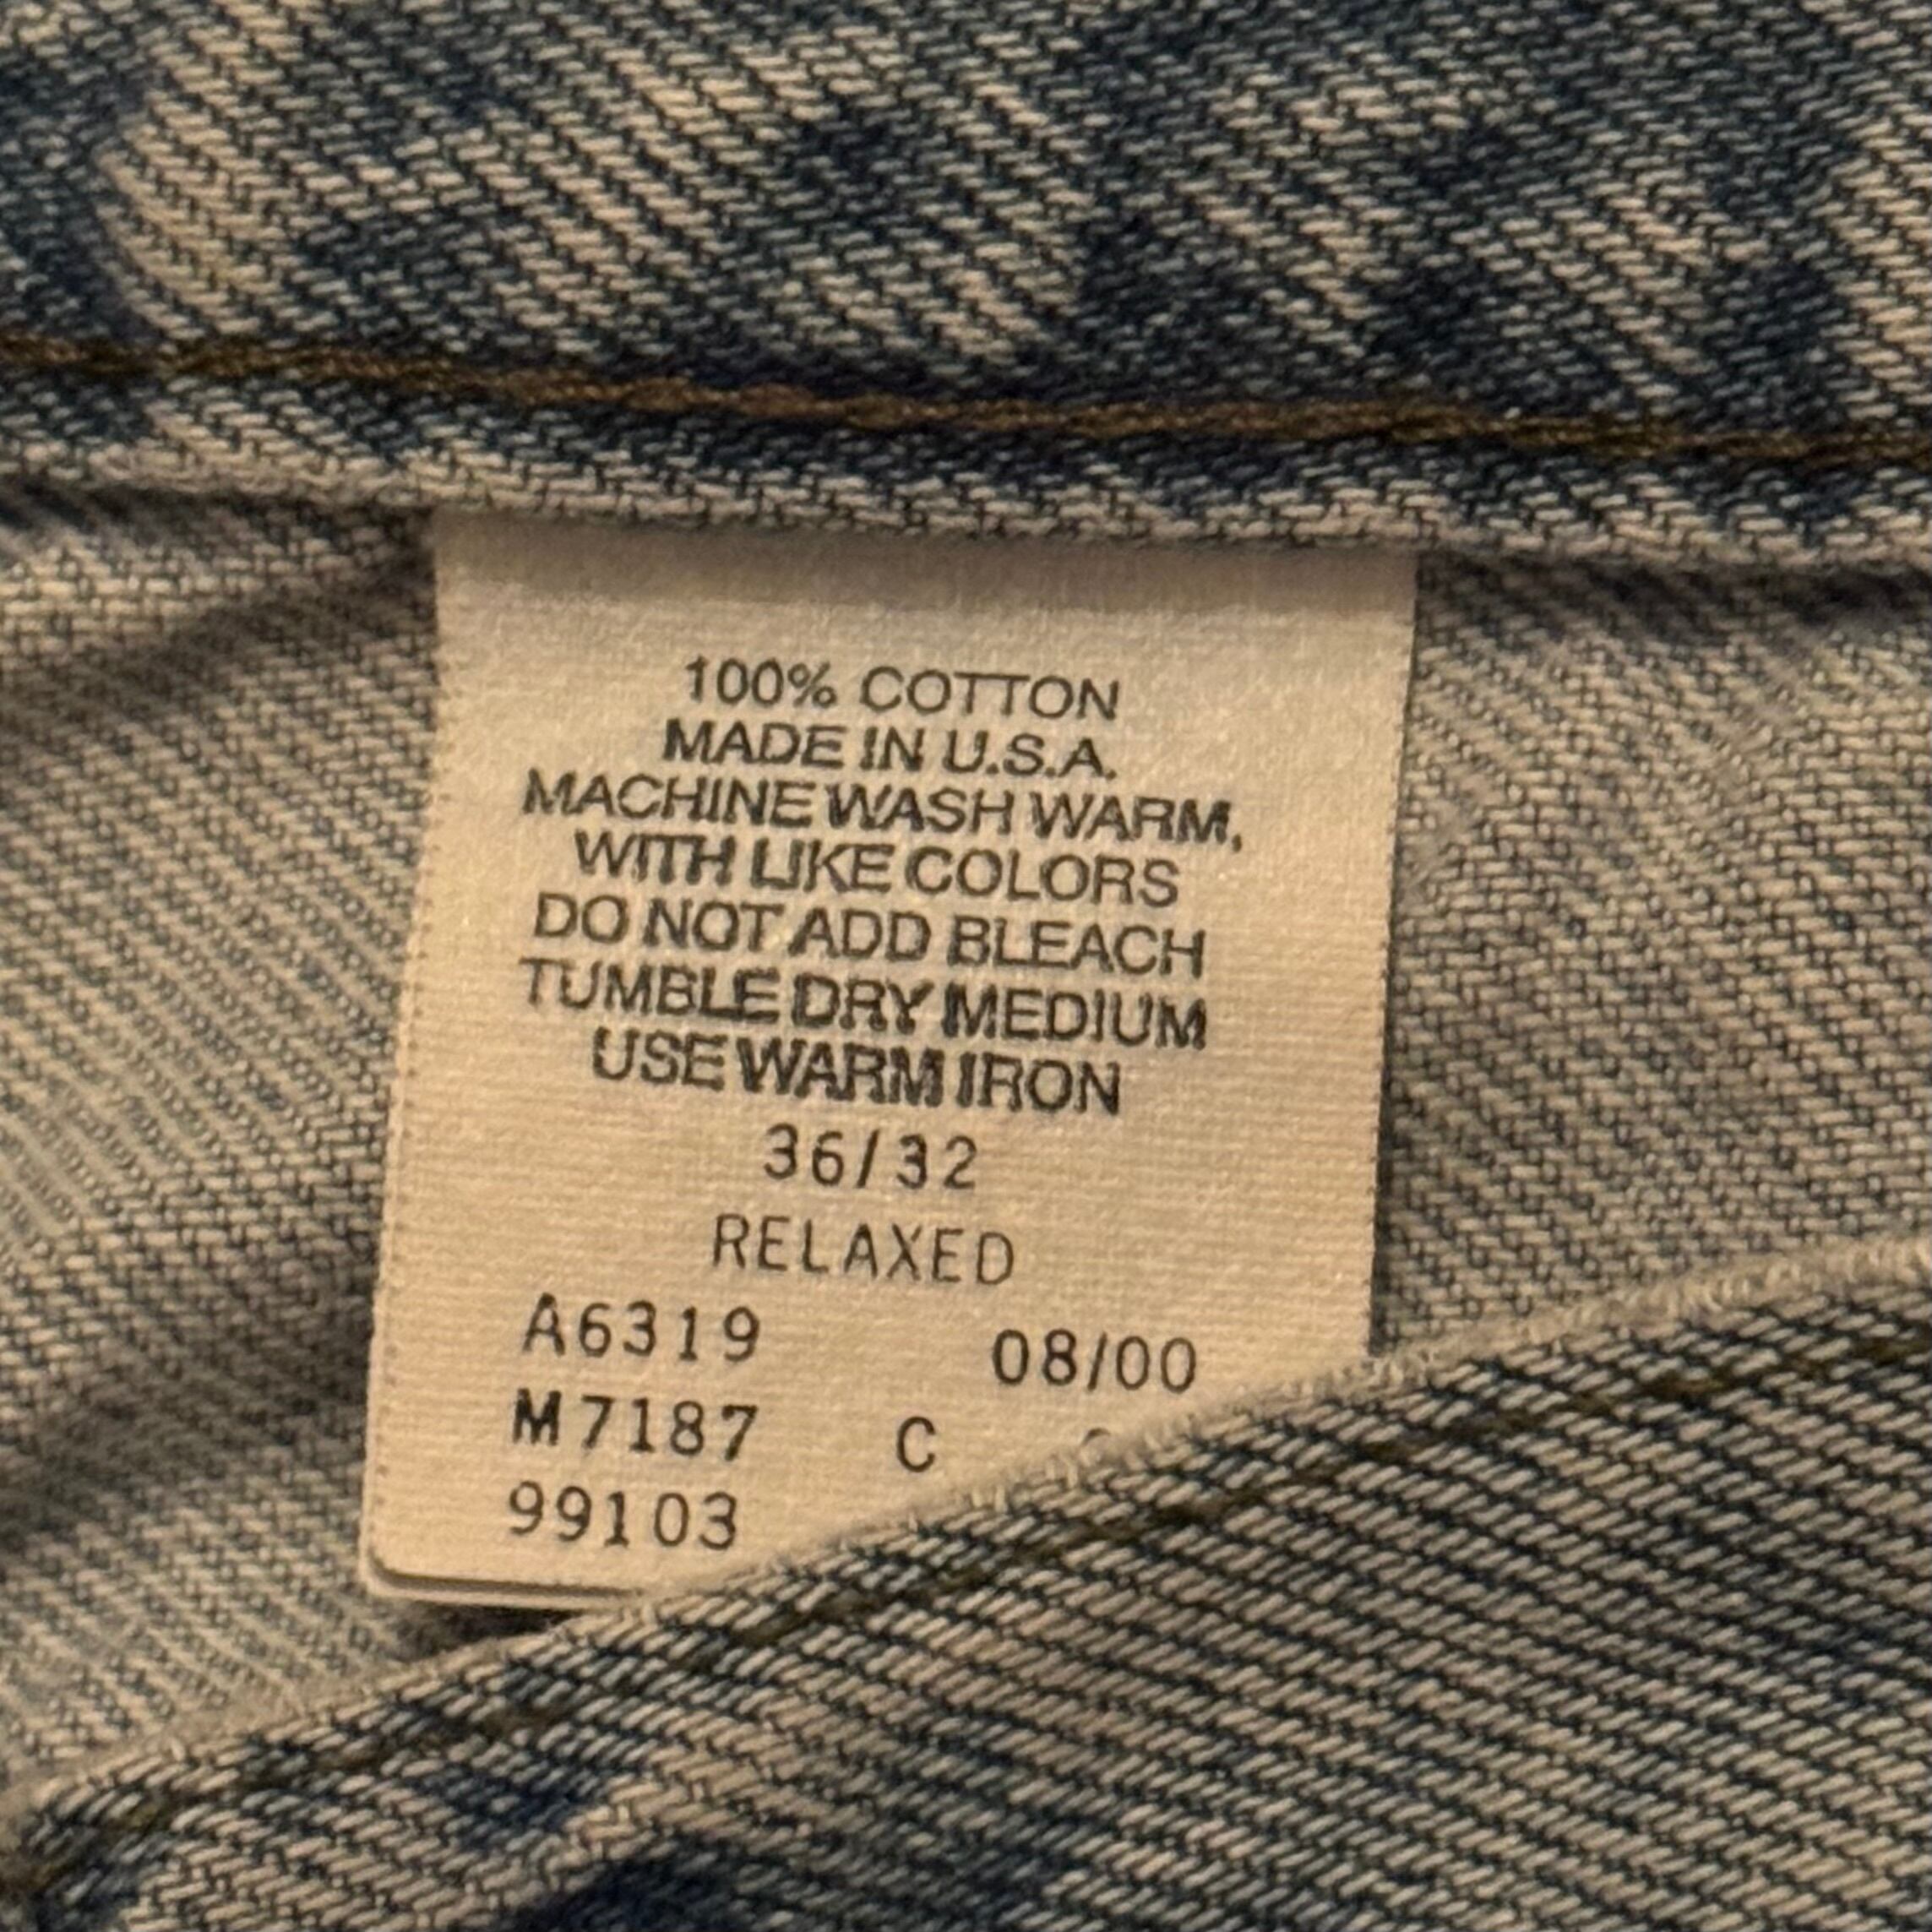 100% COTTON
MADE IN U.S.A.
MACHINE WASH WARM,
WITH LIKE COLORS
DO NOT ADD BLEACH
TUMBLE DRY MEDIUM
USE WARM IRON
36/32
RELAXED
A6319 08/00
M7187 C
99103